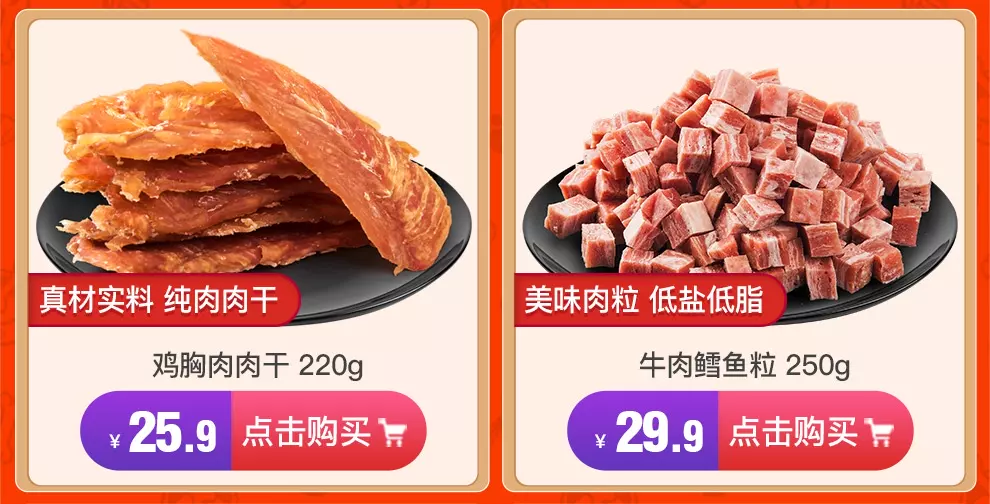 真材实料 纯肉肉干
鸡胸肉肉干 220g
¥ 25.9 点击购买
美味肉粒 低盐低脂
牛肉鳕鱼粒 250g
¥ 29.9 点击购买